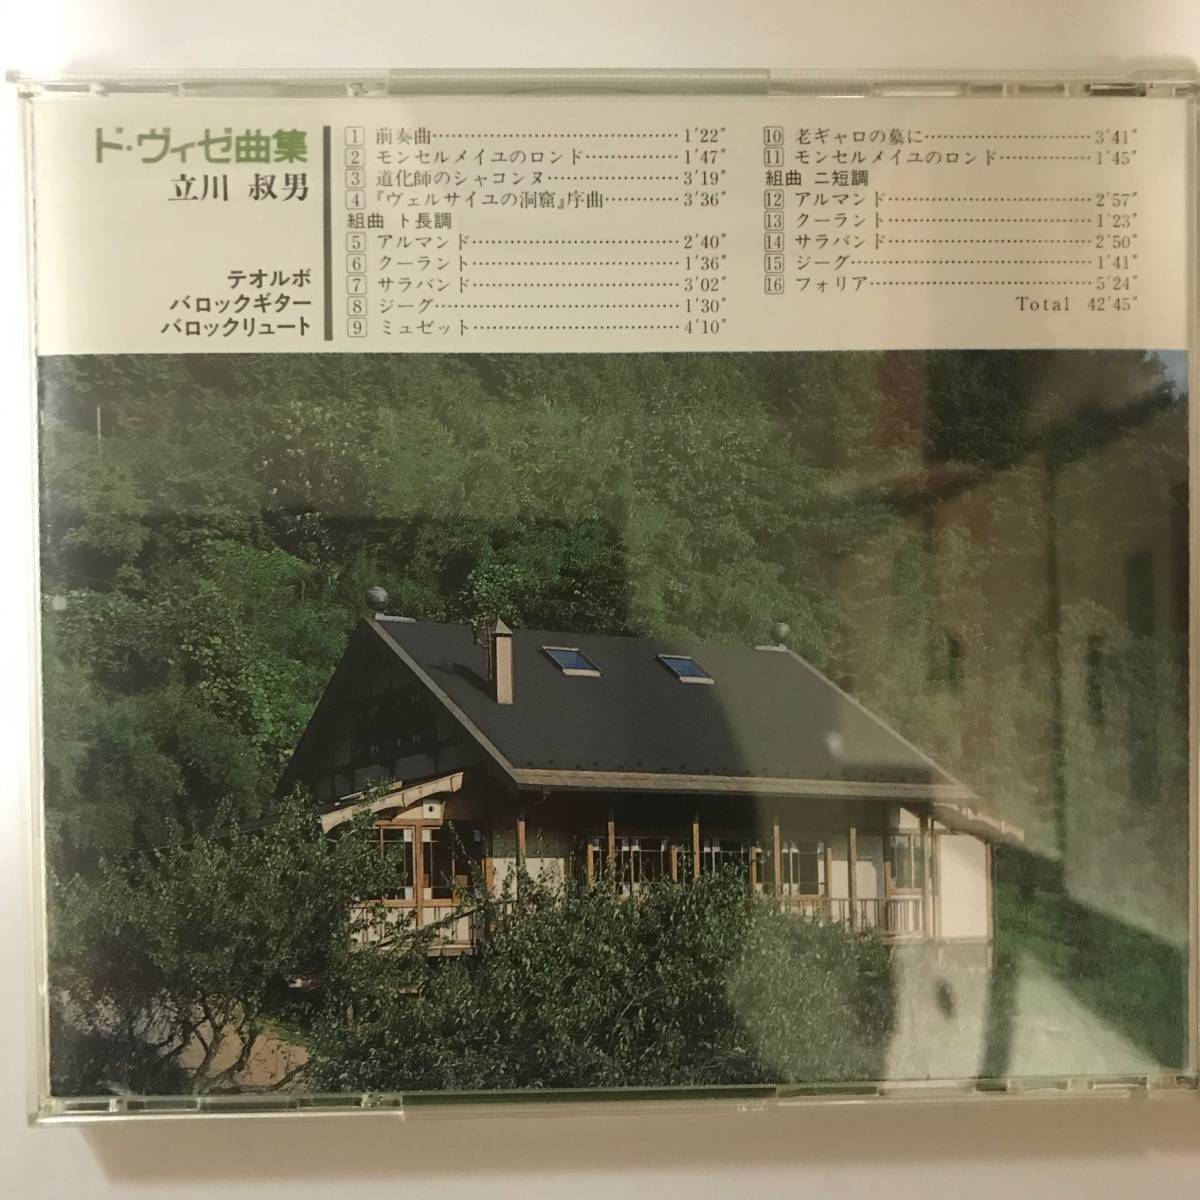 ド・ヴィゼ曲集
立川 叔男
テオルボ
バロックギター
バロックリュート
1 前奏曲 1'22"
2 モンセルメイユのロンド 1'47"
3 道化師のシャコンヌ 3'19"
4 『ヴェルサイユの洞窟』序曲 3'36"
組曲 ト長調
5 アルマンド 2'40"
6 クーラント 1'36"
7 サラバンド 3'02"
8 ジーグ 1'30"
9 ミュゼット 4'10"
10 老ギャロの墓に 3'41"
11 モンセルメイユのロンド 1'45"
組曲 ニ短調
12 アルマンド 2'57"
13 クーラント 1'23"
14 サラバンド 2'50"
15 ジーグ 1'41"
16 フォリア 5'24"
Total 42'45"